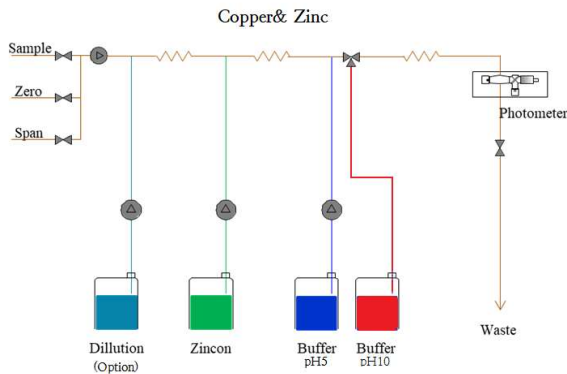 Copper& Zinc
Sample
Zero
Span
Photometer
Waste
Dillution
(Option)
Zincon
Buffer
pH5
Buffer
pH10